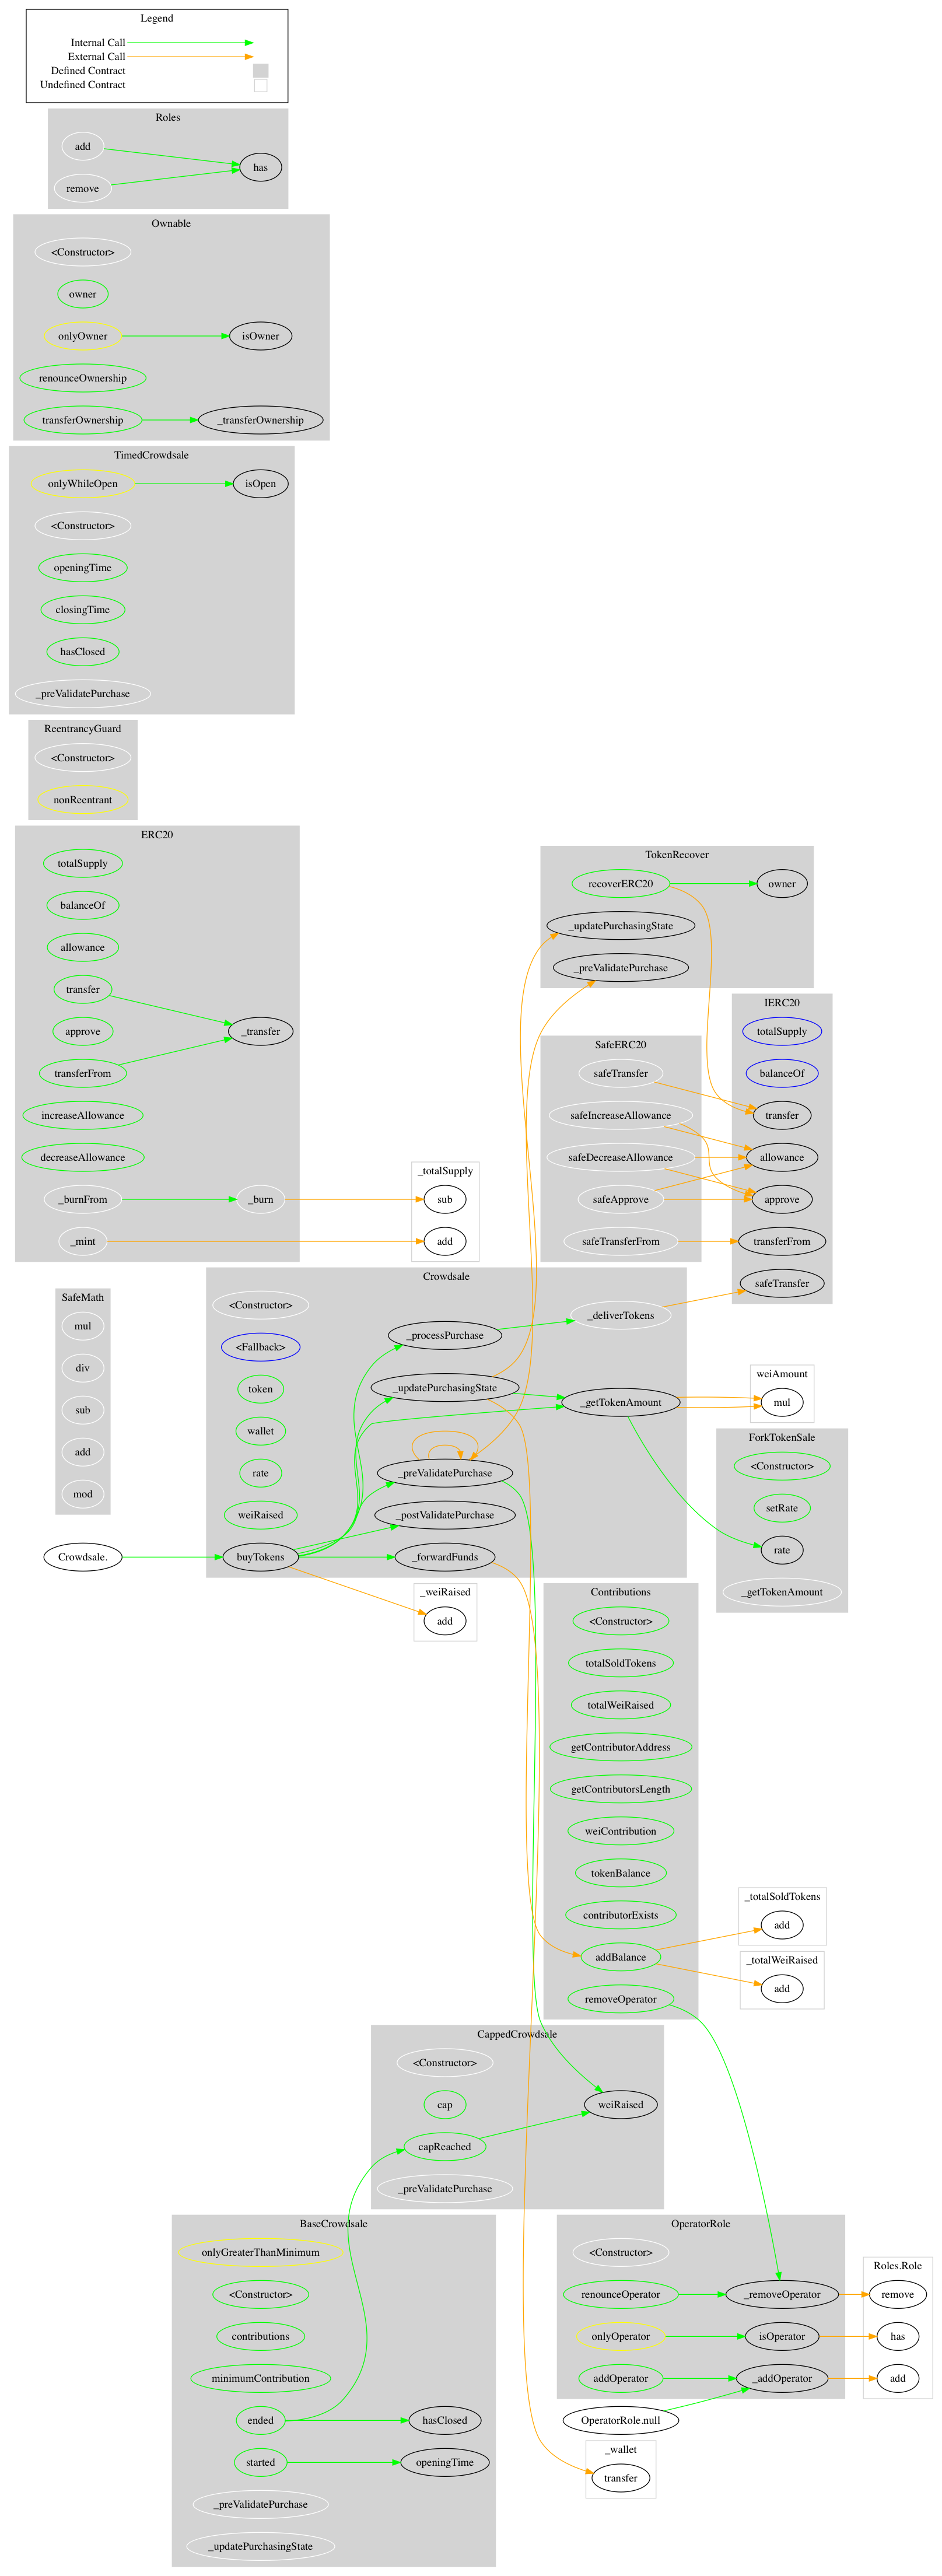 Legend
Internal Call
External Call
Defined Contract
Undefined Contract
Roles
add
has
remove
Ownable
<Constructor>
owner
onlyOwner
isOwner
renounceOwnership
transferOwnership
_transferOwnership
TimedCrowdsale
onlyWhileOpen
isOpen
<Constructor>
openingTime
closingTime
hasClosed
_preValidatePurchase
ReentrancyGuard
<Constructor>
nonReentrant
ERC20
totalSupply
balanceOf
allowance
transfer
_transfer
approve
transferFrom
increaseAllowance
decreaseAllowance
_burnFrom
_burn
_mint
_totalSupply
sub
add
TokenRecover
recoverERC20
owner
_updatePurchasingState
_preValidatePurchase
IERC20
totalSupply
balanceOf
transfer
allowance
approve
transferFrom
safeTransfer
SafeERC20
safeTransfer
safeIncreaseAllowance
safeDecreaseAllowance
safeApprove
safeTransferFrom
SafeMath
mul
div
sub
add
mod
Crowdsale.
Crowdsale
<Constructor>
<Fallback>
token
wallet
rate
weiRaised
buyTokens
_processPurchase
_updatePurchasingState
_preValidatePurchase
_postValidatePurchase
_forwardFunds
_deliverTokens
_getTokenAmount
weiAmount
mul
ForkTokenSale
<Constructor>
setRate
rate
_getTokenAmount
_weiRaised
add
Contributions
<Constructor>
totalSoldTokens
totalWeiRaised
getContributorAddress
getContributorsLength
weiContribution
tokenBalance
contributorExists
addBalance
removeOperator
_totalSoldTokens
add
_totalWeiRaised
add
CappedCrowdsale
<Constructor>
cap
weiRaised
capReached
_preValidatePurchase
BaseCrowdsale
onlyGreaterThanMinimum
<Constructor>
contributions
minimumContribution
ended
hasClosed
started
openingTime
_preValidatePurchase
_updatePurchasingState
OperatorRole
<Constructor>
renounceOperator
_removeOperator
onlyOperator
isOperator
addOperator
_addOperator
OperatorRole.null
Roles.Role
remove
has
add
_wallet
transfer